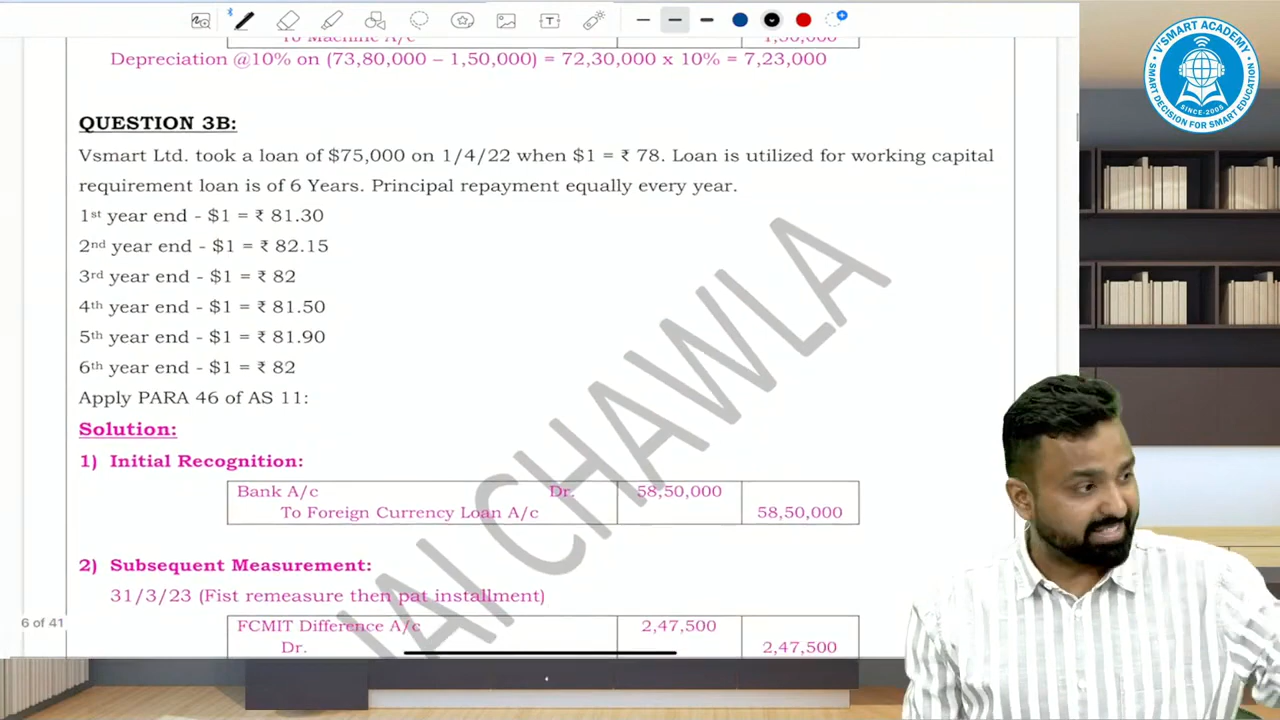 To Machine A/c 1,50,000
Depreciation @10% on (73,80,000 – 1,50,000) = 72,30,000 x 10% = 7,23,000
QUESTION 3B:
Vsmart Ltd. took a loan of $75,000 on 1/4/22 when $1 = ₹ 78. Loan is utilized for working capital
requirement loan is of 6 Years. Principal repayment equally every year.
1st year end - $1 = ₹ 81.30
2nd year end - $1 = ₹ 82.15
3rd year end - $1 = ₹ 82
4th year end - $1 = ₹ 81.50
5th year end - $1 = ₹ 81.90
6th year end - $1 = ₹ 82
Apply PARA 46 of AS 11:
Solution:
1) Initial Recognition:
Bank A/c Dr. 58,50,000
To Foreign Currency Loan A/c 58,50,000
2) Subsequent Measurement:
31/3/23 (Fist remeasure then pat installment)
FCMIT Difference A/c 2,47,500
Dr. 2,47,500
6 of 41
JAI CHAWLA
V'SMART ACADEMY
SINCE-2005
SMART DECISION FOR SMART EDUCATION